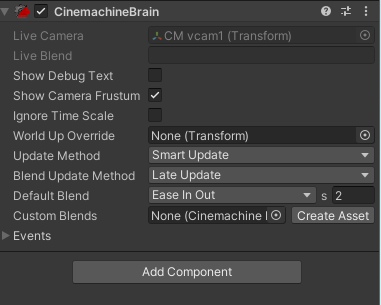 CinemachineBrain
Live Camera CM vcam1 (Transform)
Live Blend
Show Debug Text
Show Camera Frustum
Ignore Time Scale
World Up Override None (Transform)
Update Method Smart Update
Blend Update Method Late Update
Default Blend Ease In Out s 2
Custom Blends None (Cinemachine Create Asset
Events
Add Component